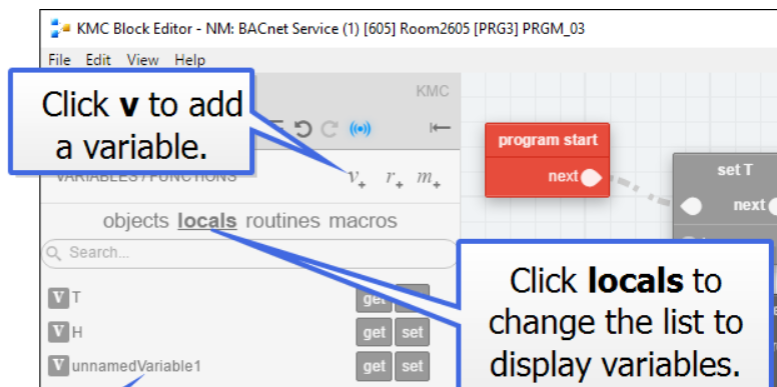 KMC Block Editor - NM: BACnet Service (1) [605] Room2605 [PRG3] PRGM_03
File Edit View Help
Click v to add
a variable.
KMC
VARIABLES / FUNCTIONS
v+ r+ m+
objects locals routines macros
Search...
V T
get
V H
get set
V unnamedVariable1
get set
program start
next
set T
next
Click locals to
change the list to
display variables.